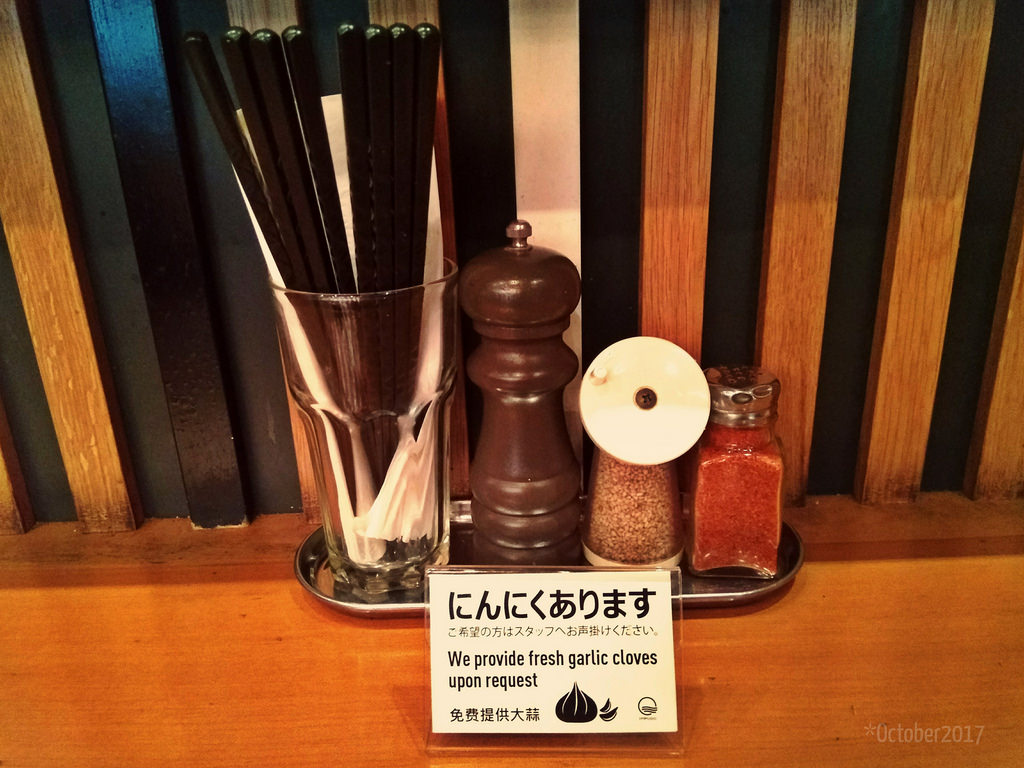 にんにくあります
ご希望の方はスタッフへお声掛けください。
We provide fresh garlic cloves
upon request
免费提供大蒜
*October2017